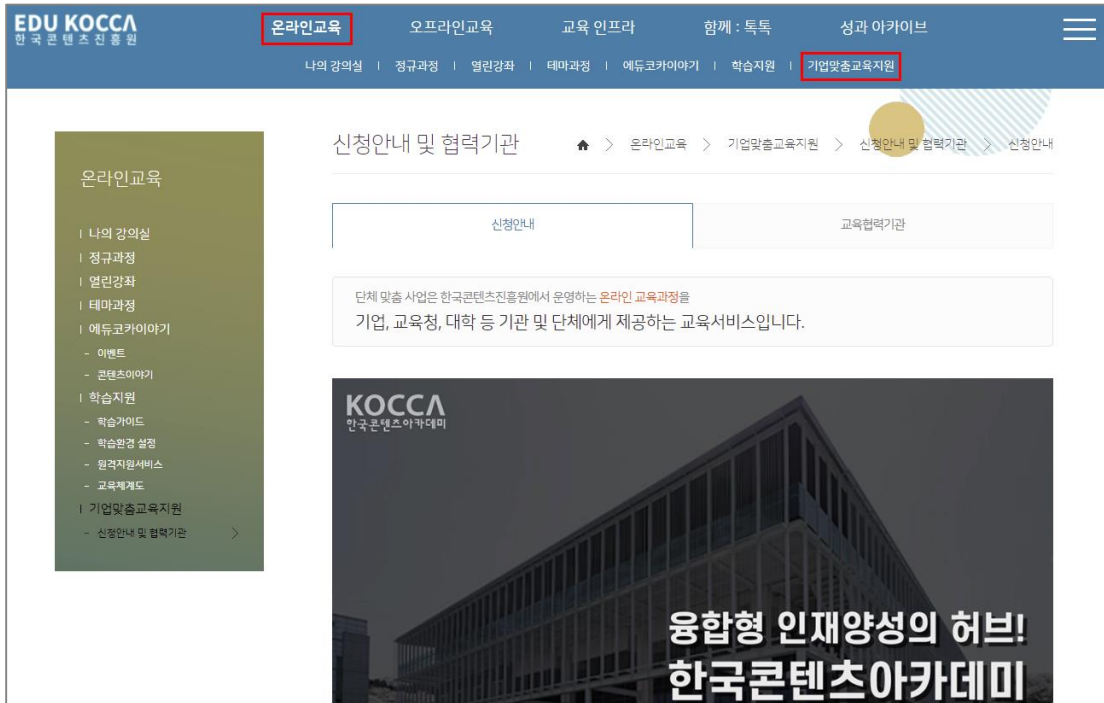 EDU KOCCA
한국콘텐츠진흥원
온라인교육 오프라인교육 교육 인프라 함께 : 톡톡 성과 아카이브
나의 강의실 | 정규과정 | 열린강좌 | 테마과정 | 에듀코카이야기 | 학습지원 | 기업맞춤교육지원
신청안내 및 협력기관
> 온라인교육 > 기업맞춤교육지원 > 신청안내 및 협력기관 > 신청안내
온라인교육
| 나의 강의실
| 정규과정
| 열린강좌
| 테마과정
| 에듀코카이야기
- 이벤트
- 콘텐츠이야기
| 학습지원
- 학습가이드
- 학습환경 설정
- 원격지원서비스
- 교육체계도
| 기업맞춤교육지원
- 신청안내 및 협력기관 >
신청안내 교육협력기관
단체 맞춤 사업은 한국콘텐츠진흥원에서 운영하는 온라인 교육과정을
기업, 교육청, 대학 등 기관 및 단체에게 제공하는 교육서비스입니다.
KOCCA
한국콘텐츠아카데미
융합형 인재양성의 허브!
한국콘텐츠아카데미